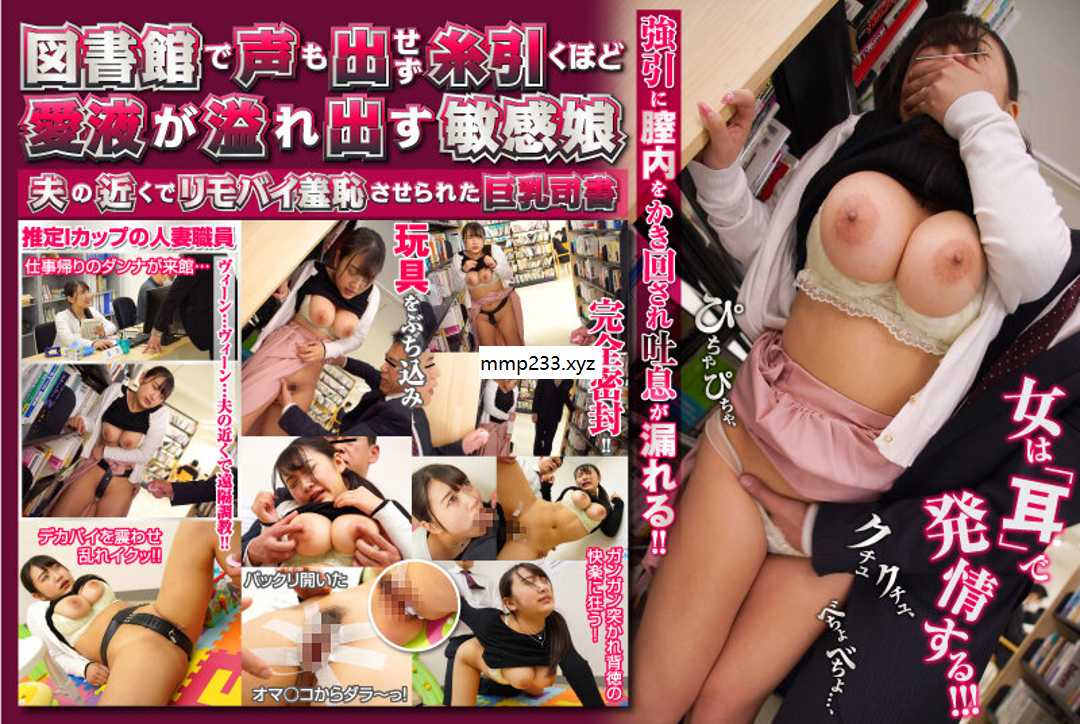 図書館で声も出せず糸引くほど
愛液が溢れ出す敏感娘
夫の近くでリモバイ羞恥させられた巨乳司書
推定Iカップの人妻職員
仕事帰りのダンナが来館…
ヴィーン…ヴィーン…夫の近くで遠隔調教!!
デカパイを震わせ
乱れイクッ!!
玩具をぶち込み
完全密封!!
mmp233.xyz
パックリ開いた
オマ○コからダラ〜っ!
ガンガン突かれ背徳の
快楽に狂う!
強引に膣内をかき回され吐息が漏れる!!
ぴちゃぴちゃ、
女は「耳」で
発情する!!!
クチュクチュ、
べちょべちょ…、